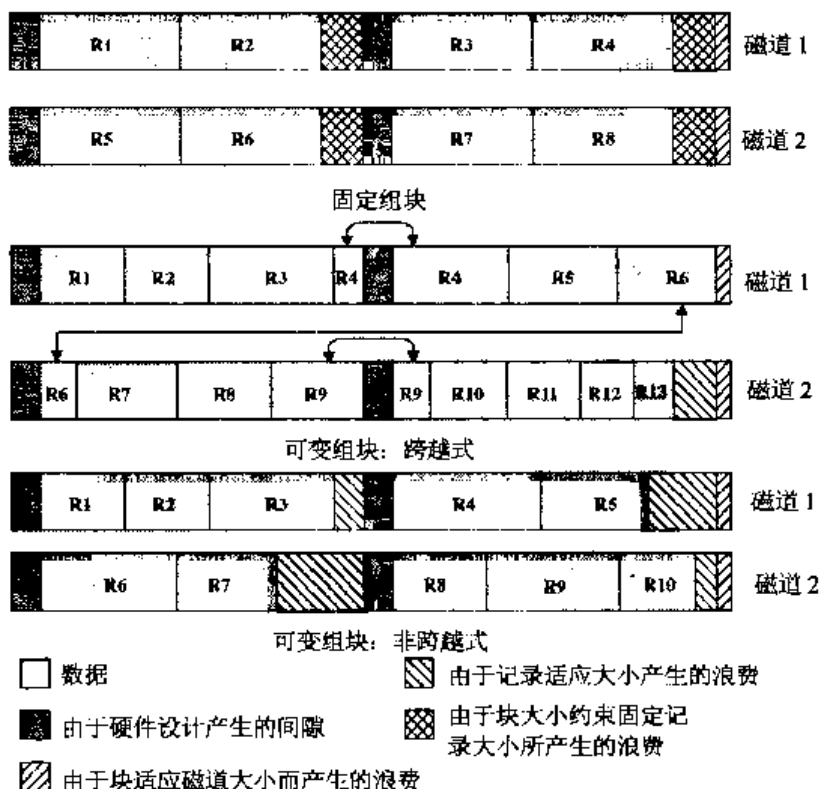 R1 R2 R3 R4 磁道 1
R5 R6 R7 R8 磁道 2
固定组块
R1 R2 R3 R4 R4 R5 R6 磁道 1
R6 R7 R8 R9 R9 R10 R11 R12 R13 磁道 2
可变组块：跨越式
R1 R2 R3 R4 R5 磁道 1
R6 R7 R8 R9 R10 磁道 2
可变组块：非跨越式
数据
由于记录适应大小产生的浪费
由于硬件设计产生的间隙
由于块大小约束固定记
录大小所产生的浪费
由于块适应磁道大小而产生的浪费